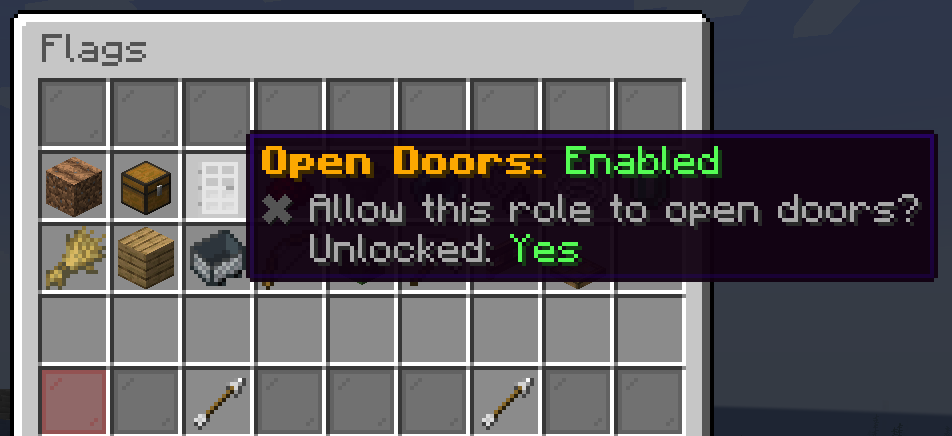 Flags
Open Doors: Enabled
✖ Allow this role to open doors?
Unlocked: Yes